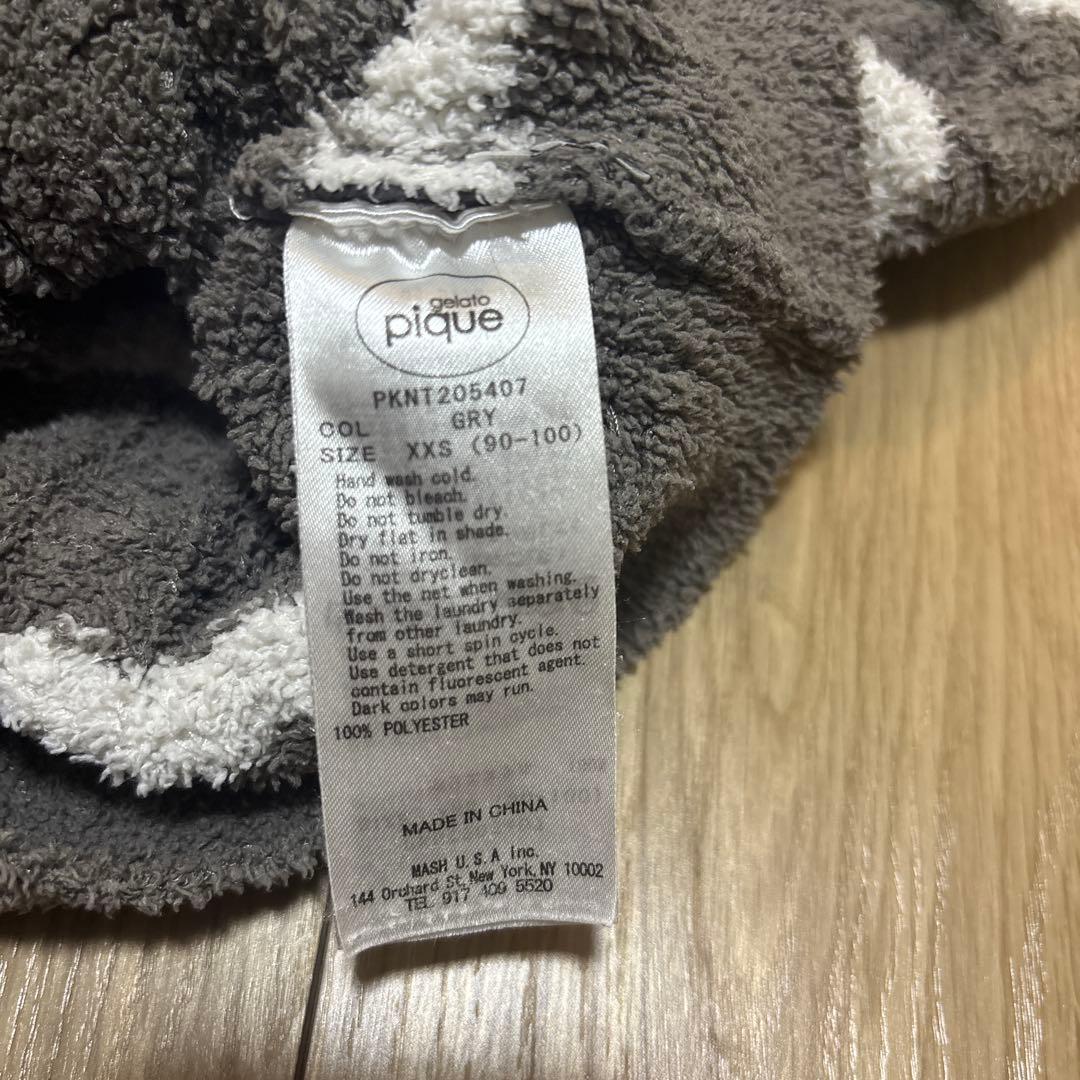 gelato
pique
PKNT205407
COL GRY
SIZE XXS (90-100)
Hand wash cold.
Do not bleach.
Do not tumble dry.
Dry flat in shade.
Do not iron.
Do not dryclean.
Use the net when washing.
Wash the laundry separately
from other laundry.
Use a short spin cycle.
Use detergent that does not
contain fluorescent agent.
Dark colors may run.
100% POLYESTER
MADE IN CHINA
MASH U.S.A Inc.
144 Orchard St. New York, NY 10002
TEL 917 409 5520